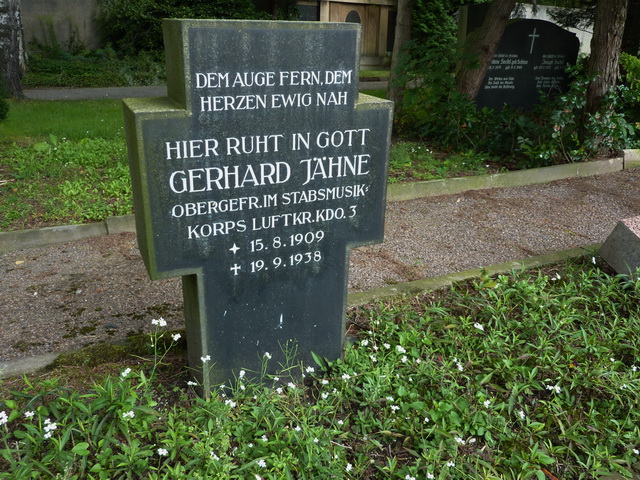 DEM AUGE FERN, DEM
HERZEN EWIG NAH
HIER RUHT IN GOTT
GERHARD JÄHNE
OBERGEFR. IM STABSMUSIK-
KORPS LUFTKR. KDO. 3
15. 8. 1909
✝ 19. 9. 1938